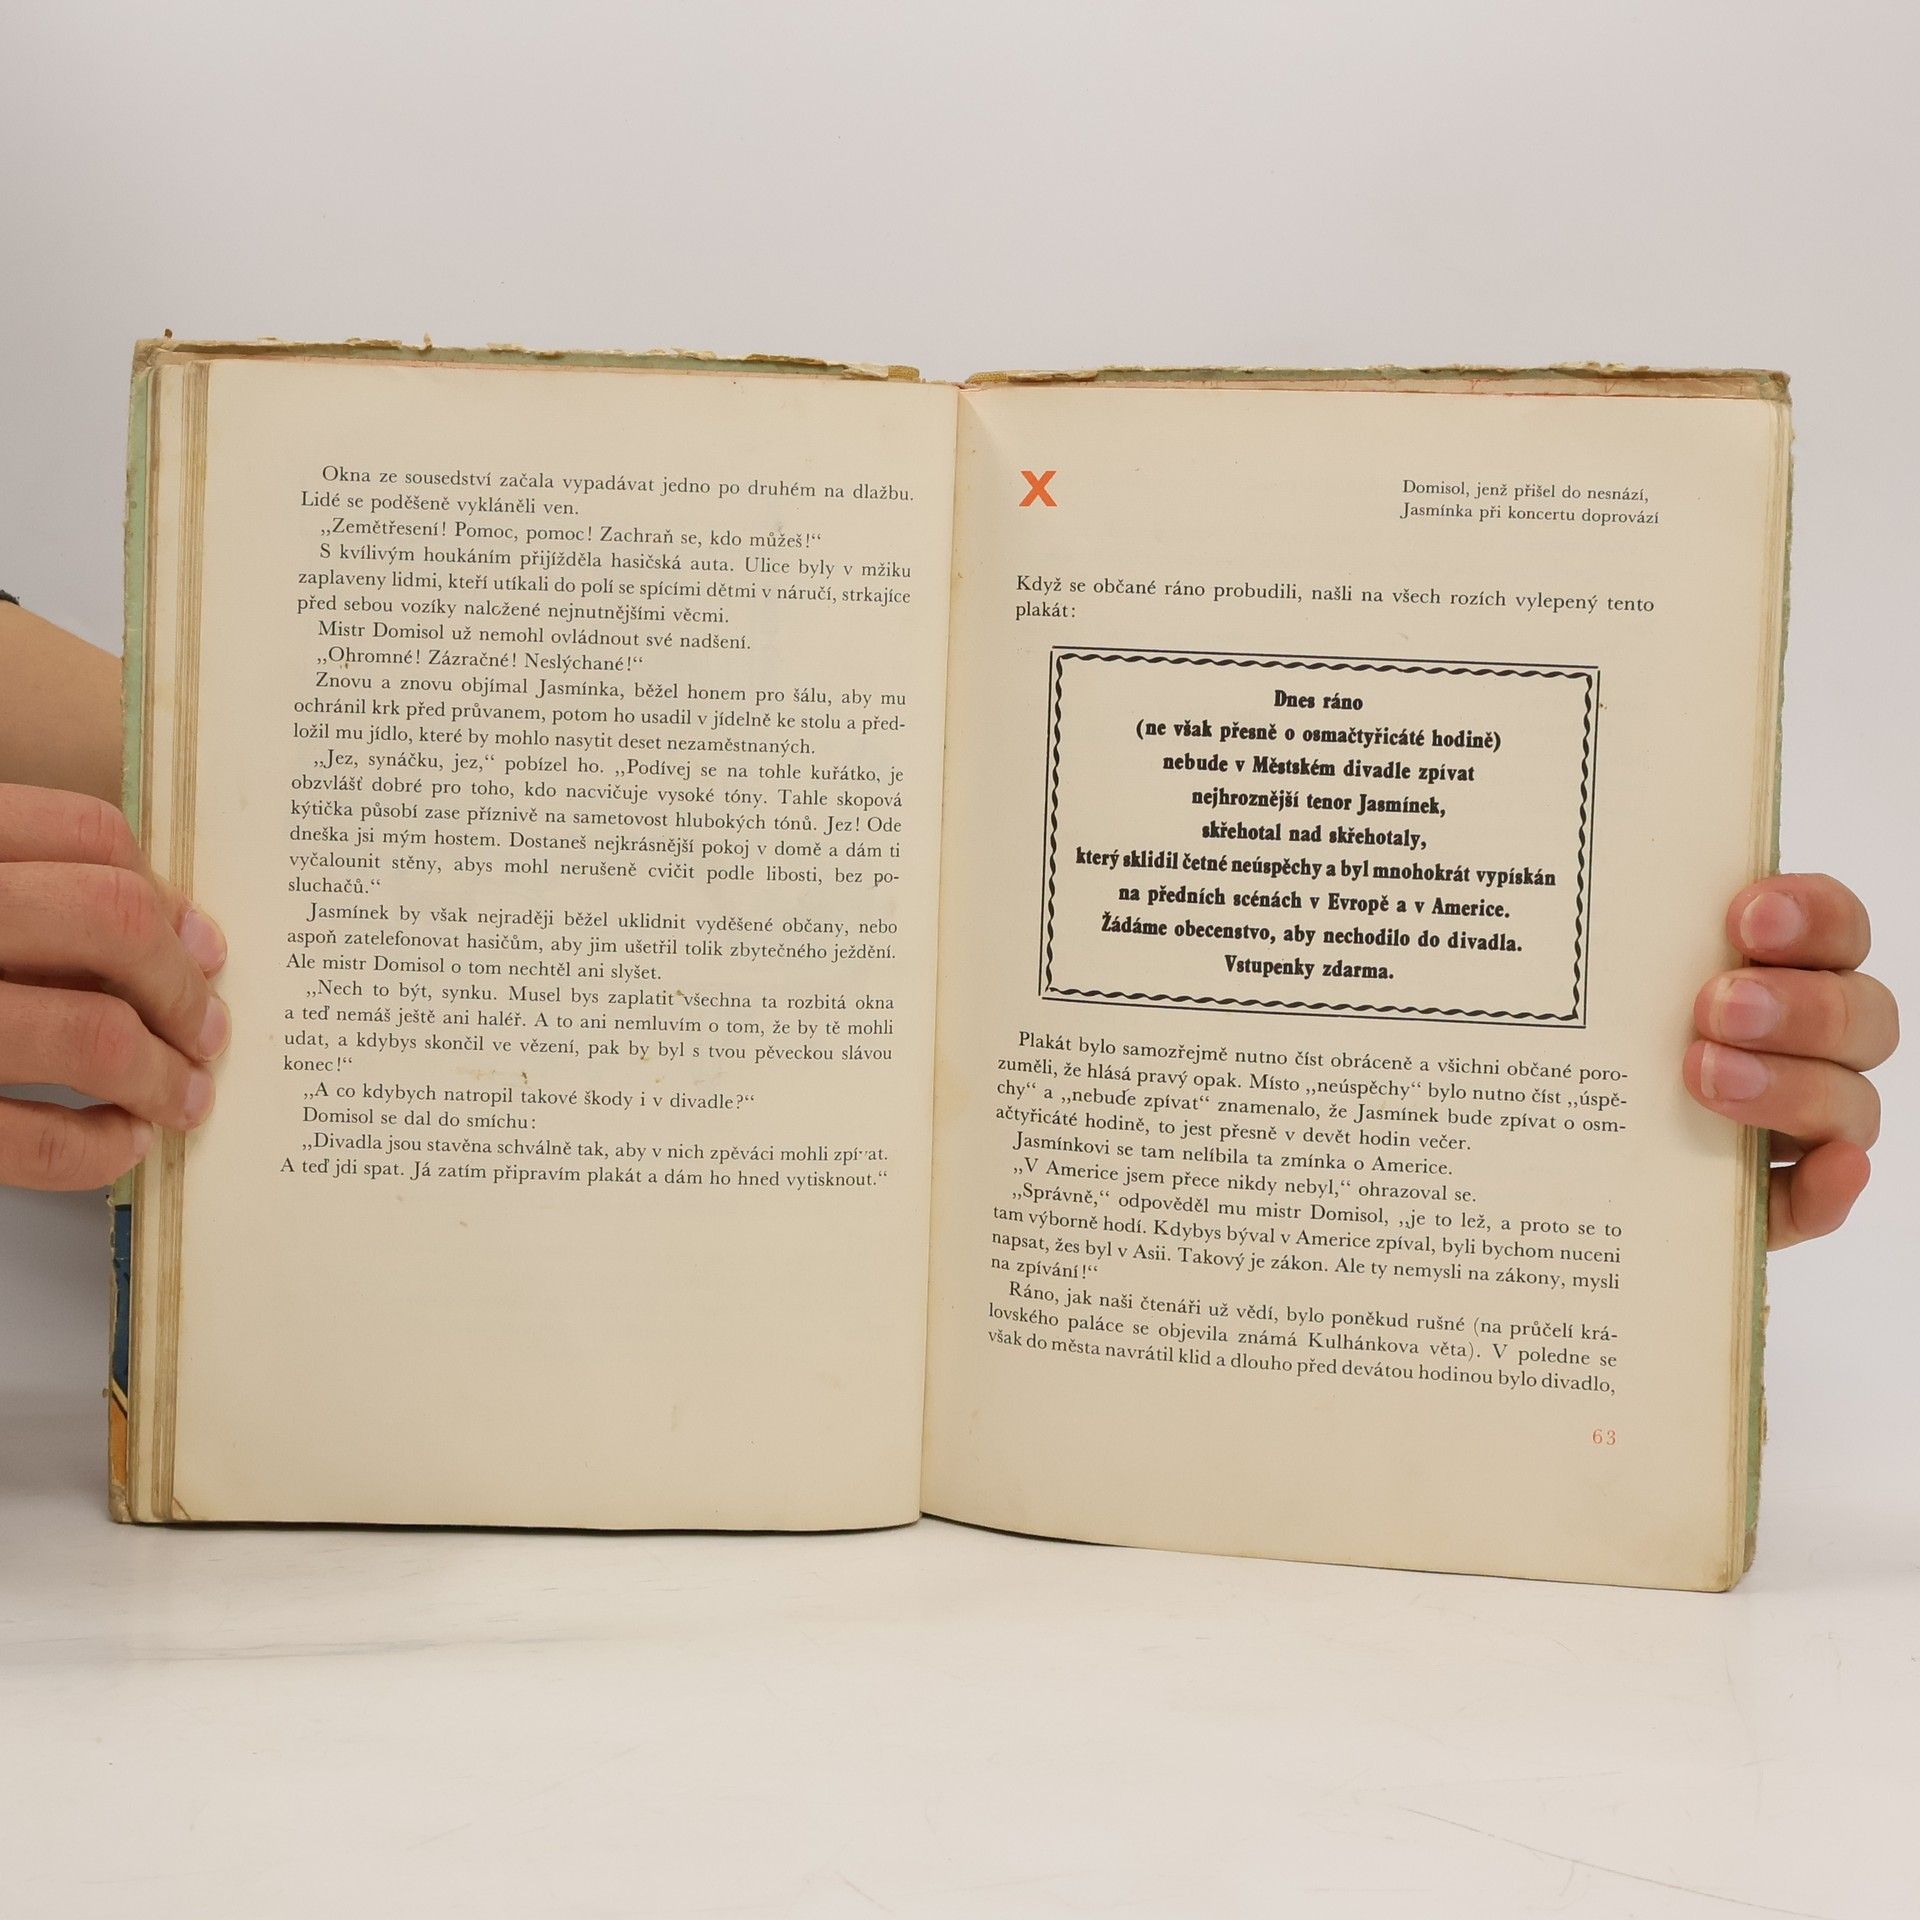 Okna ze sousedství začala vypadávat jedno po druhém na dlažbu.
Lidé se poděšeně vykláněli ven.
„Zemětřesení! Pomoc, pomoc! Zachraň se, kdo můžeš!“
S kvílivým houkáním přijížděla hasičská auta. Ulice byly v mžiku
zaplaveny lidmi, kteří utíkali do polí se spícími dětmi v náručí, strkajíce
před sebou vozíky naložené nejnutnějšími věcmi.
Mistr Domisol už nemohl ovládnout své nadšení.
„Ohromné! Zázračné! Neslýchané!“
Znovu a znovu objímal Jasmínka, běžel honem pro šálu, aby mu
ochránil krk před průvanem, potom ho usadil v jídelně ke stolu a před-
ložil mu jídlo, které by mohlo nasytit deset nezaměstnaných.
„Jez, synáčku, jez,“ pobízel ho. „Podívej se na tohle kuřátko, je
obzvlášť dobré pro toho, kdo nacvičuje vysoké tóny. Tahle skopová
kýtička působí zase příznivě na sametovost hlubokých tónů. Jez! Ode
dneška jsi mým hostem. Dostaneš nejkrásnější pokoj v domě a dám ti
vyčalounit stěny, abys mohl nerušeně cvičit podle libosti, bez po-
sluchačů.“
Jasmínek by však nejraději běžel uklidnit vyděšené občany, nebo
aspoň zatelefonovat hasičům, aby jim ušetřil tolik zbytečného ježdění.
Ale mistr Domisol o tom nechtěl ani slyšet.
„Nech to být, synku. Musel bys zaplatit všechna ta rozbitá okna
a teď nemáš ještě ani haléř. A to ani nemluvím o tom, že by tě mohli
udat, a kdybys skončil ve vězení, pak by byl s tvou pěveckou slávou
konec!“
„A co kdybych natropil takové škody i v divadle?“
Domisol se dal do smíchu:
„Divadla jsou stavěna schválně tak, aby v nich zpěváci mohli zpívat.
A teď jdi spat. Já zatím připravím plakát a dám ho hned vytisknout.“
X
Domisol, jenž přišel do nesnází,
Jasmínka při koncertu doprovází
Když se občané ráno probudili, našli na všech rozích vylepený tento
plakát:
Dnes ráno
(ne však přesně o osmačtyřicáté hodině)
nebude v Městském divadle zpívat
nejhroznější tenor Jasmínek,
skřehotal nad skřehotaly,
který sklidil četné neúspěchy a byl mnohokrát vypískán
na předních scénách v Evropě a v Americe.
Žádáme obecenstvo, aby nechodilo do divadla.
Vstupenky zdarma.
Plakát bylo samozřejmě nutno číst obráceně a všichni občané poro-
zuměli, že hlásá pravý opak. Místo „neúspěchy“ bylo nutno číst „úspě-
chy“ a „nebude zpívat“ znamenalo, že Jasmínek bude zpívat o osm-
ačtyřicáté hodině, to jest přesně v devět hodin večer.
Jasmínkovi se tam nelíbila ta zmínka o Americe.
„V Americe jsem přece nikdy nebyl,“ ohrazoval se.
„Správně,“ odpověděl mu mistr Domisol, „je to lež, a proto se to
tam výborně hodí. Kdybys býval v Americe zpíval, byli bychom nuceni
napsat, žes byl v Asii. Takový je zákon. Ale ty nemysli na zákony, mysli
na zpívání!“
Ráno, jak naši čtenáři už vědí, bylo poněkud rušné (na průčelí krá-
lovského paláce se objevila známá Kulhánkova věta). V poledne se
však do města navrátil klid a dlouho před devátou hodinou bylo divadlo,
63